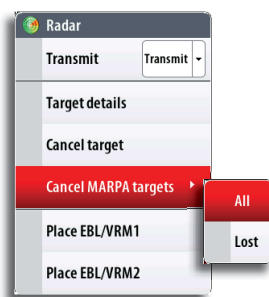 Radar
Transmit
Transmit
Target details
Cancel target
Cancel MARPA targets
All
Lost
Place EBL/VRM1
Place EBL/VRM2